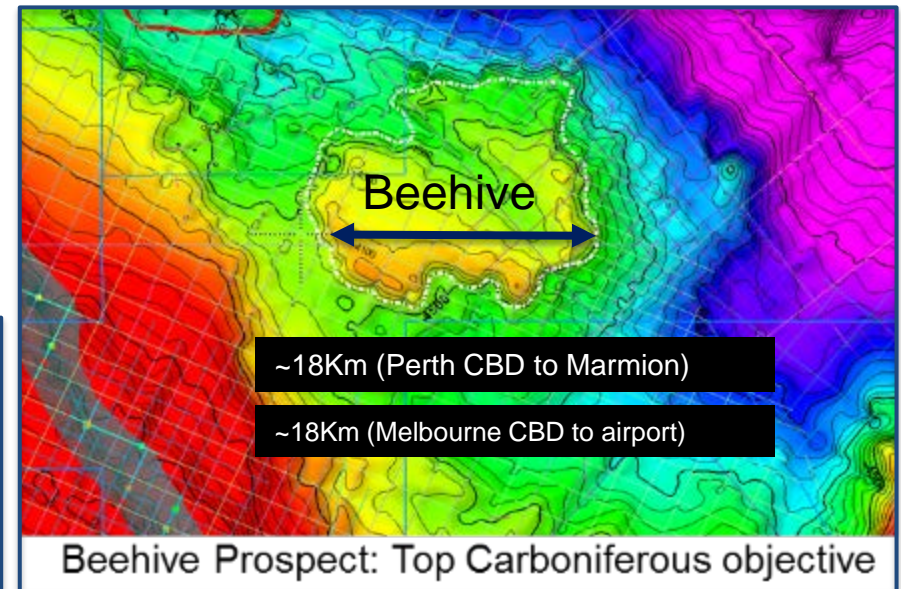 Beehive
~18Km (Perth CBD to Marmion)
~18Km (Melbourne CBD to airport)
Beehive Prospect: Top Carboniferous objective